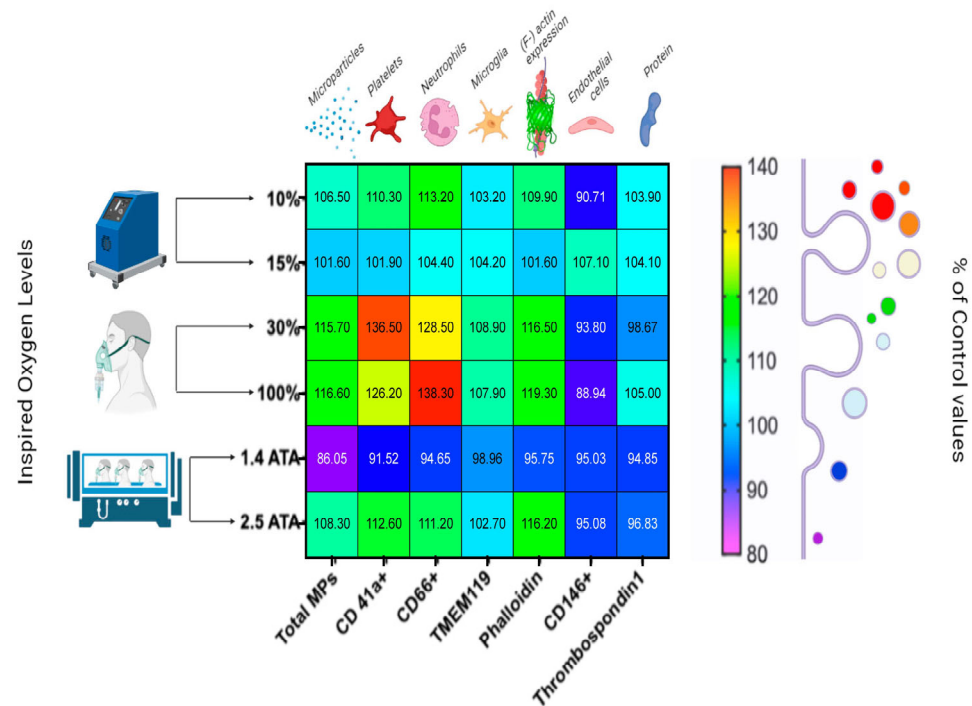 Microparticles
Platelets
Neutrophils
Microglia
(F-) actin
expression
Endothelial
cells
Protein
Inspired Oxygen Levels
10% 106.50 110.30 113.20 103.20 109.90 90.71 103.90
15% 101.60 101.90 104.40 104.20 101.60 107.10 104.10
30% 115.70 136.50 128.50 108.90 116.50 93.80 98.67
100% 116.60 126.20 138.30 107.90 119.30 88.94 105.00
1.4 ATA 86.05 91.52 94.65 98.96 95.75 95.03 94.85
2.5 ATA 108.30 112.60 111.20 102.70 116.20 95.08 96.83
Total MPs
CD 41a+
CD66+
TMEM119
Phalloidin
CD146+
Thrombospondin1
140
130
120
110
100
90
80
% of Control values